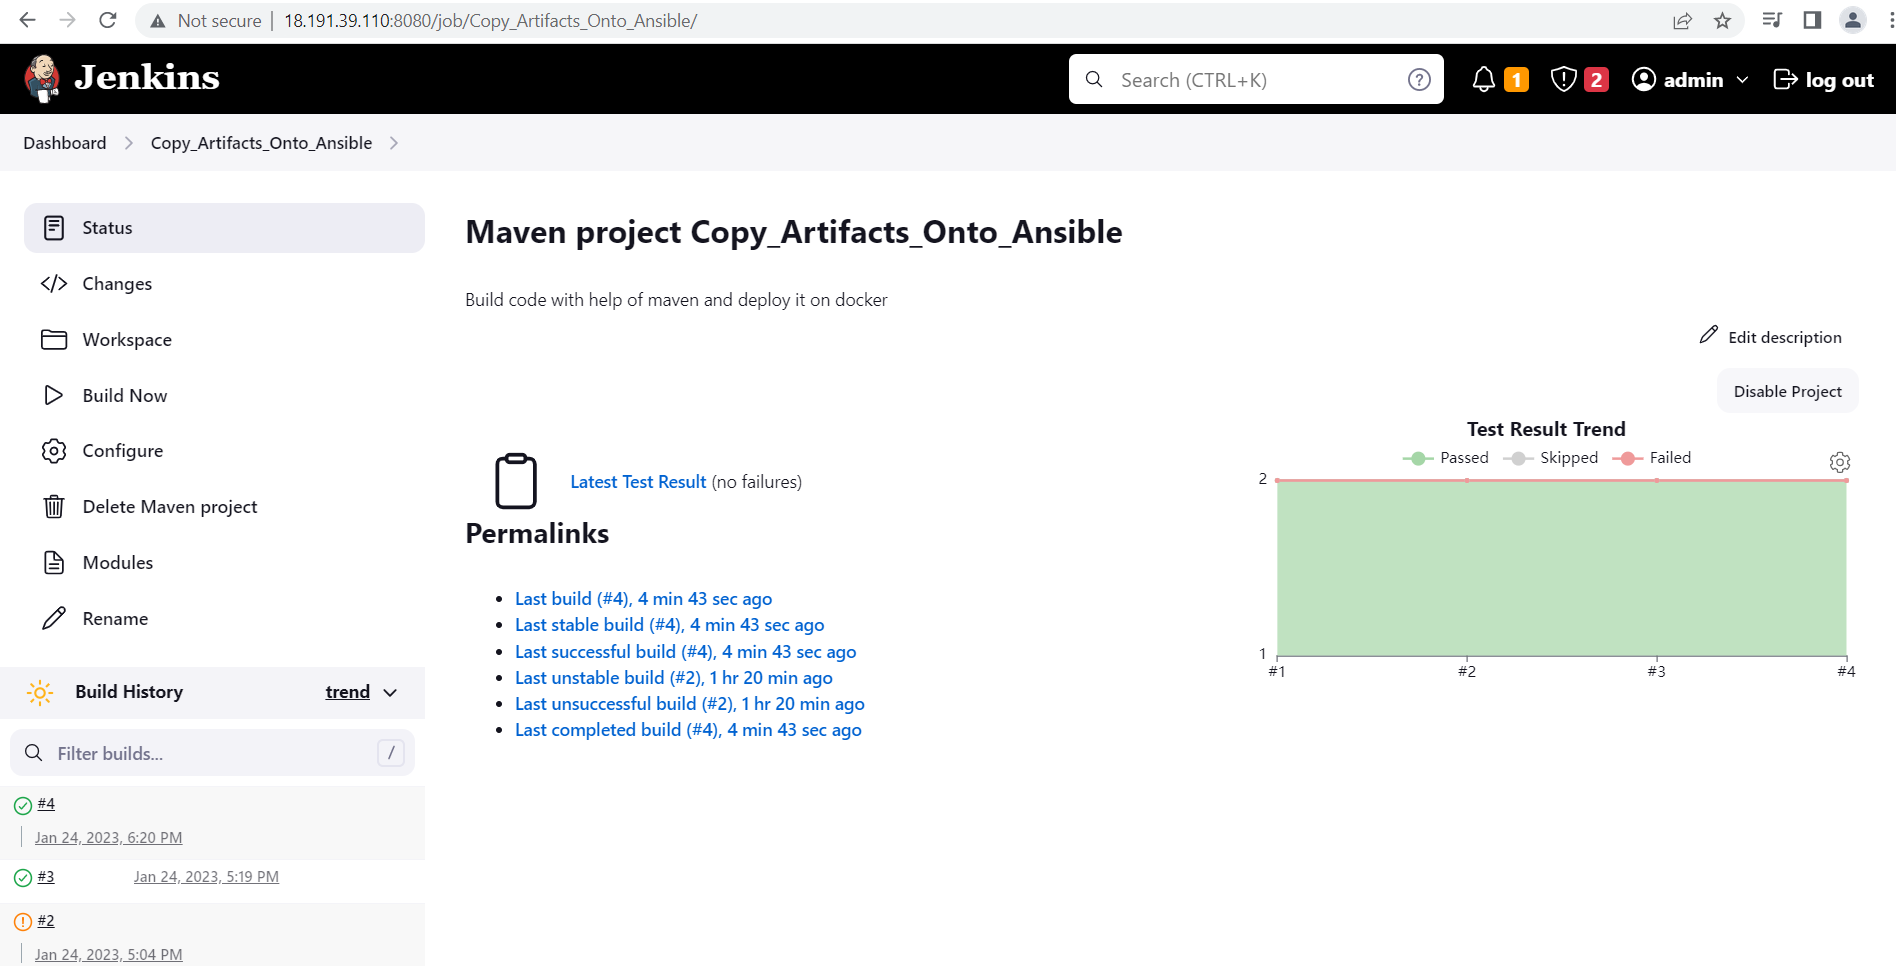 Not secure | 18.191.39.110:8080/job/Copy_Artifacts_Onto_Ansible/
Jenkins
Search (CTRL+K)
?
1
2
admin
log out
Dashboard
Copy_Artifacts_Onto_Ansible
Status
Changes
Workspace
Build Now
Configure
Delete Maven project
Modules
Rename
Build History
trend
Filter builds...
/
#4
Jan 24, 2023, 6:20 PM
#3
Jan 24, 2023, 5:19 PM
#2
Jan 24, 2023, 5:04 PM
Maven project Copy_Artifacts_Onto_Ansible
Build code with help of maven and deploy it on docker
Edit description
Disable Project
Latest Test Result (no failures)
Permalinks
Last build (#4), 4 min 43 sec ago
Last stable build (#4), 4 min 43 sec ago
Last successful build (#4), 4 min 43 sec ago
Last unstable build (#2), 1 hr 20 min ago
Last unsuccessful build (#2), 1 hr 20 min ago
Last completed build (#4), 4 min 43 sec ago
Test Result Trend
Passed Skipped Failed
2
1
#1 #2 #3 #4